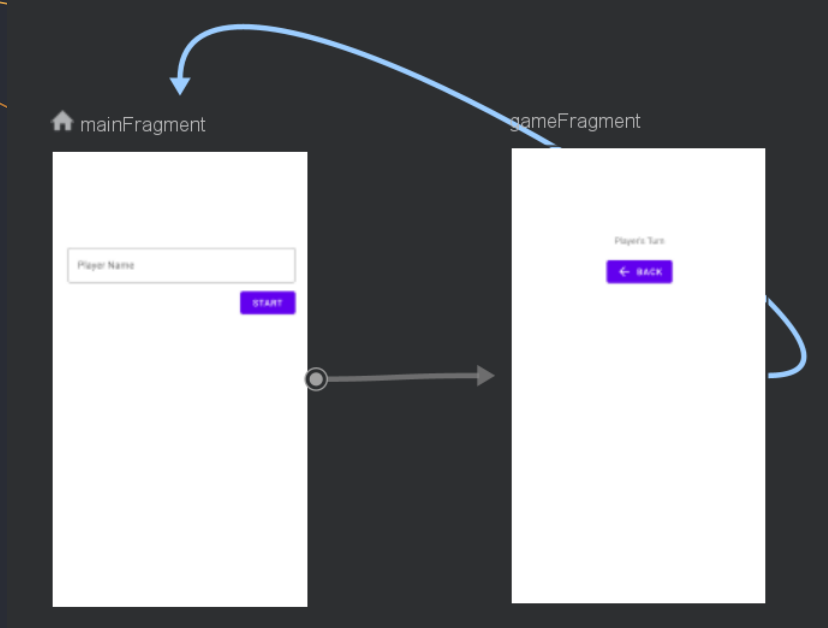 mainFragment
gameFragment
Player Name
START
Player's Turn
BACK